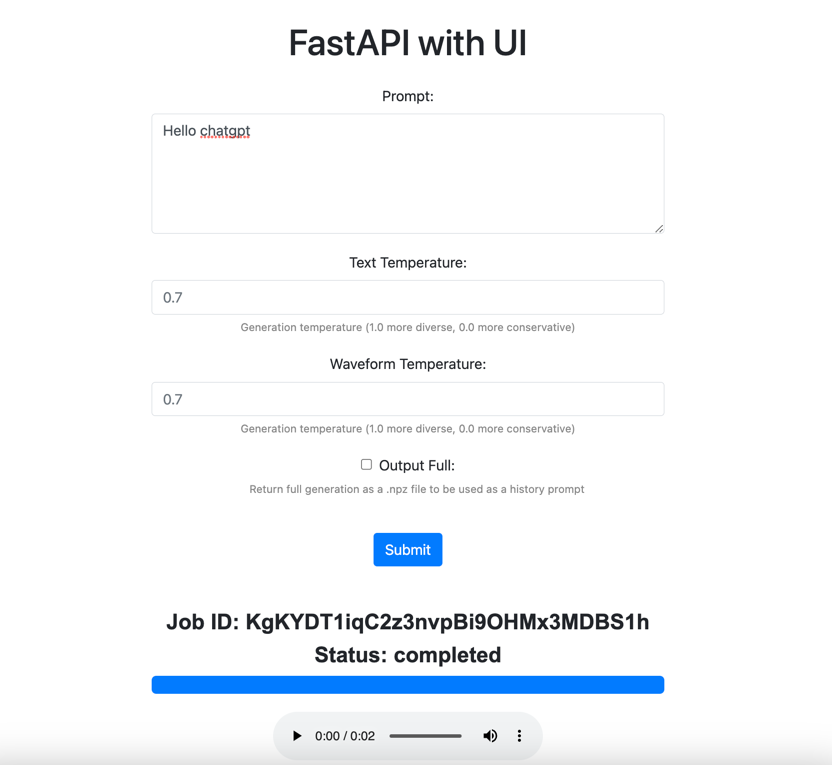 FastAPI with UI
Prompt:
Hello chatgpt
Text Temperature:
0.7
Generation temperature (1.0 more diverse, 0.0 more conservative)
Waveform Temperature:
0.7
Generation temperature (1.0 more diverse, 0.0 more conservative)
Output Full:
Return full generation as a .npz file to be used as a history prompt
Submit
Job ID: KgKYDT1iqC2z3nvpBi9OHMx3MDBS1h
Status: completed
0:00 / 0:02